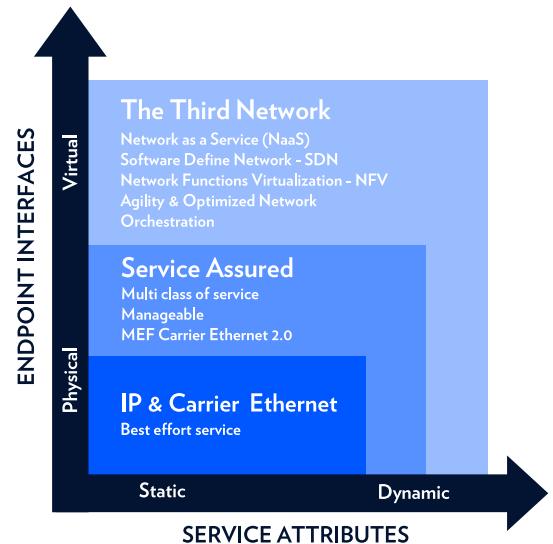 The Third Network
Network as a Service (NaaS)
Software Define Network - SDN
Network Functions Virtualization - NFV
Agility & Optimized Network
Orchestration
Service Assured
Multi class of service
Manageable
MEF Carrier Ethernet 2.0
IP & Carrier Ethernet
Best effort service
ENDPOINT INTERFACES
Virtual
Physical
Static
Dynamic
SERVICE ATTRIBUTES